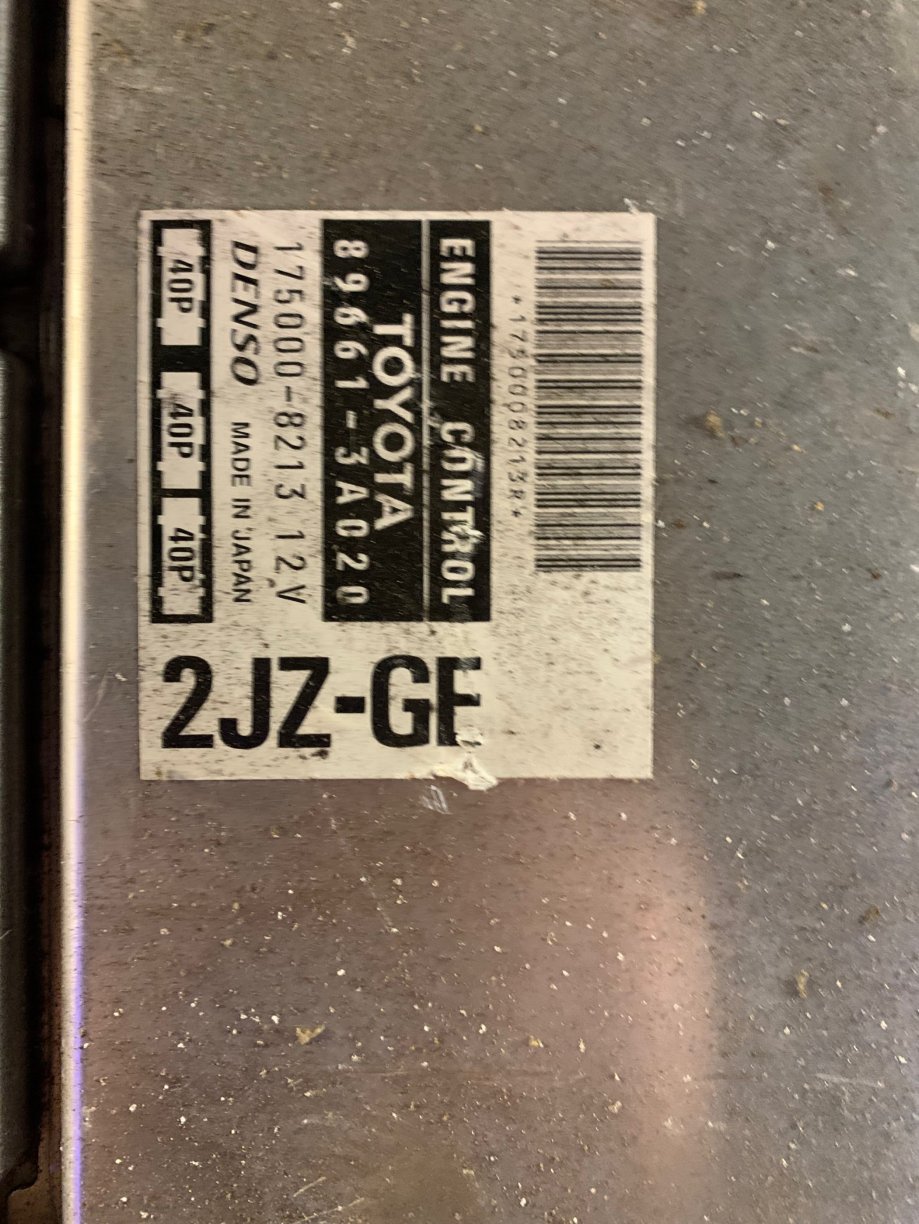 *1750008213R*
ENGINE CONTROL
TOYOTA
89661-3A020
175000-8213 12V
DENSO MADE IN JAPAN
40P 40P 40P
2JZ-GE